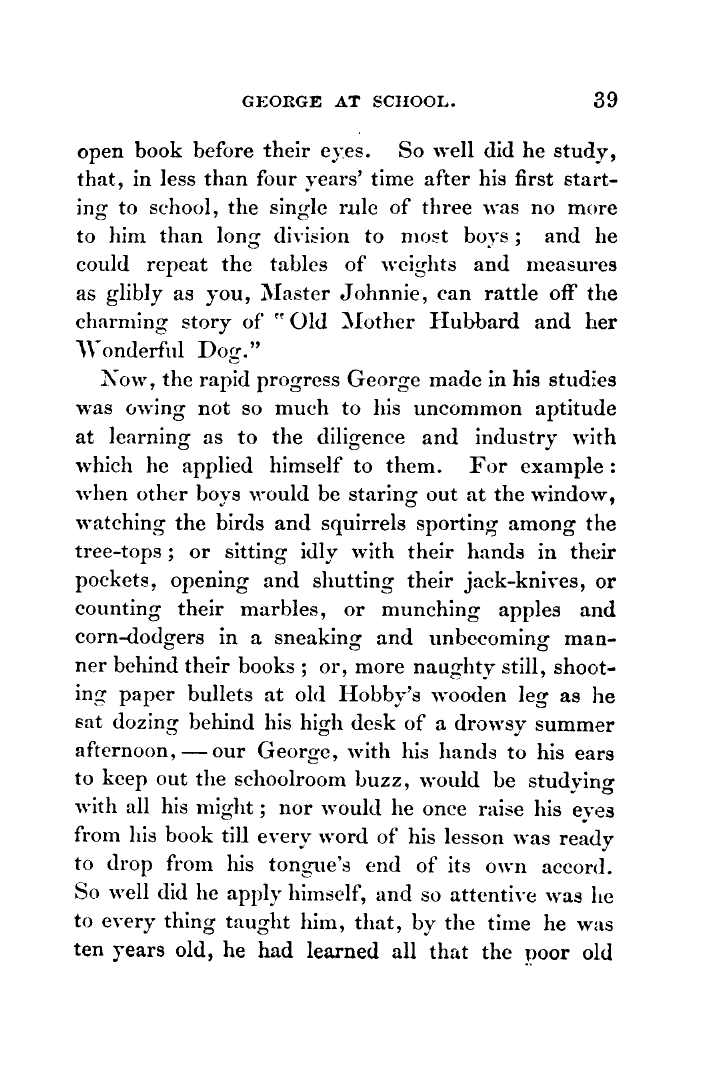 GEORGE AT SCHOOL. 39
open book before their eyes. So well did he study,
that, in less than four years' time after his first start-
ing to school, the single rule of three was no more
to him than long division to most boys; and he
could repeat the tables of weights and measures
as glibly as you, Master Johnnie, can rattle off the
charming story of "Old Mother Hubbard and her
Wonderful Dog."
Now, the rapid progress George made in his studies
was owing not so much to his uncommon aptitude
at learning as to the diligence and industry with
which he applied himself to them. For example:
when other boys would be staring out at the window,
watching the birds and squirrels sporting among the
tree-tops; or sitting idly with their hands in their
pockets, opening and shutting their jack-knives, or
counting their marbles, or munching apples and
corn-dodgers in a sneaking and unbecoming man-
ner behind their books; or, more naughty still, shoot-
ing paper bullets at old Hobby's wooden leg as he
sat dozing behind his high desk of a drowsy summer
afternoon, — our George, with his hands to his ears
to keep out the schoolroom buzz, would be studying
with all his might; nor would he once raise his eyes
from his book till every word of his lesson was ready
to drop from his tongue's end of its own accord.
So well did he apply himself, and so attentive was he
to every thing taught him, that, by the time he was
ten years old, he had learned all that the poor old